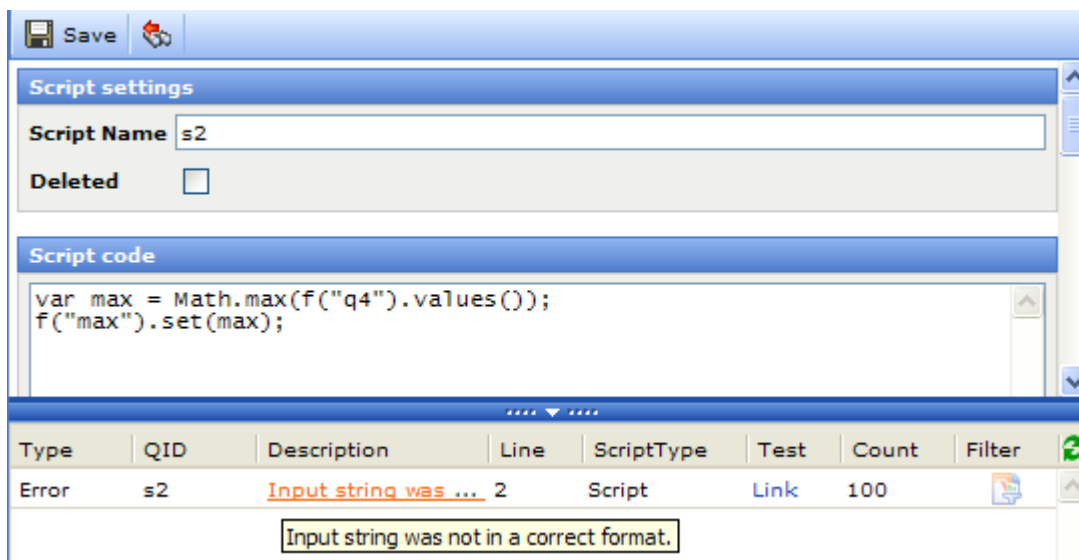 Save
Script settings
Script Name s2
Deleted
Script code
var max = Math.max(f("q4").values());
f("max").set(max);
Type QID Description Line ScriptType Test Count Filter
Error s2 Input string was ... 2 Script Link 100
Input string was not in a correct format.